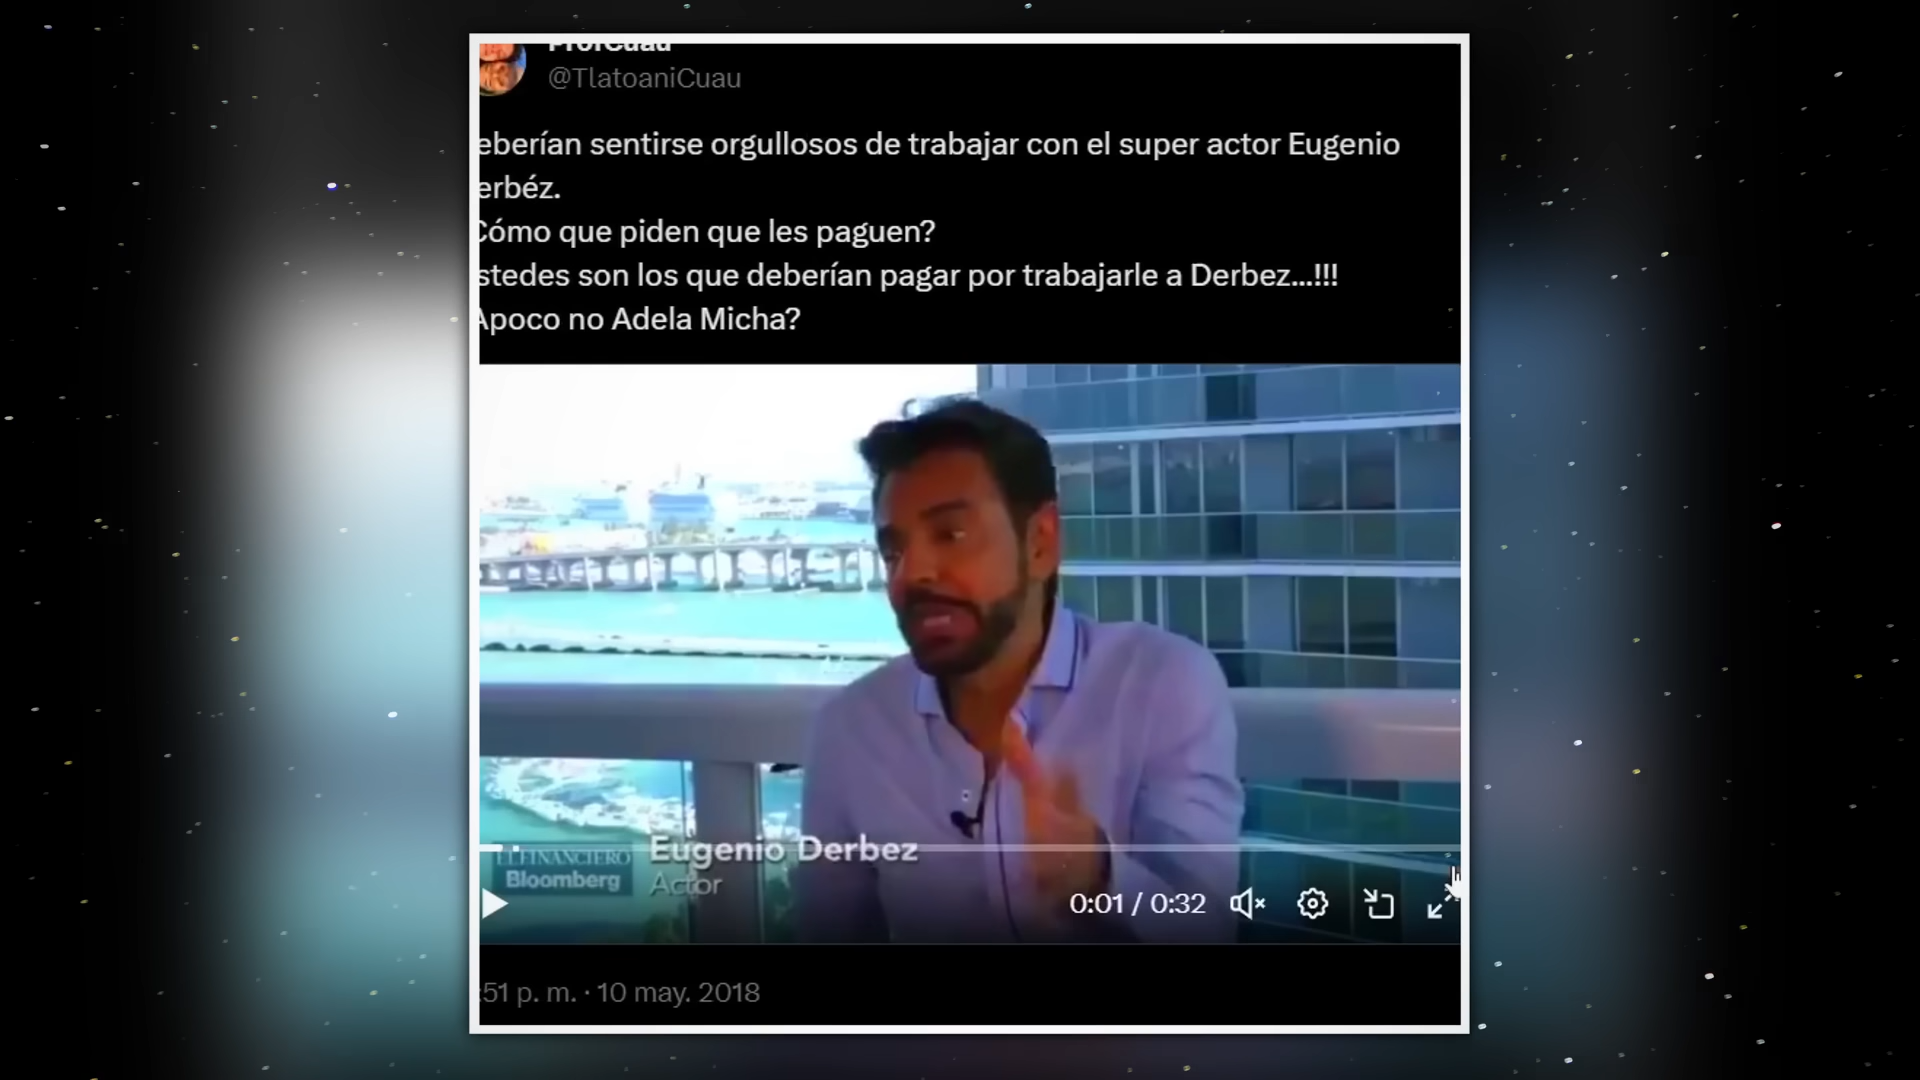 ProfCuau
@TlatoaniCuau
eberían sentirse orgullosos de trabajar con el super actor Eugenio
erbéz.
Cómo que piden que les paguen?
stedes son los que deberían pagar por trabajarle a Derbez...!!!
Apoco no Adela Micha?
EL FINANCIERO
Bloomberg
Eugenio Derbez
Actor
0:01 / 0:32
:51 p. m. · 10 may. 2018